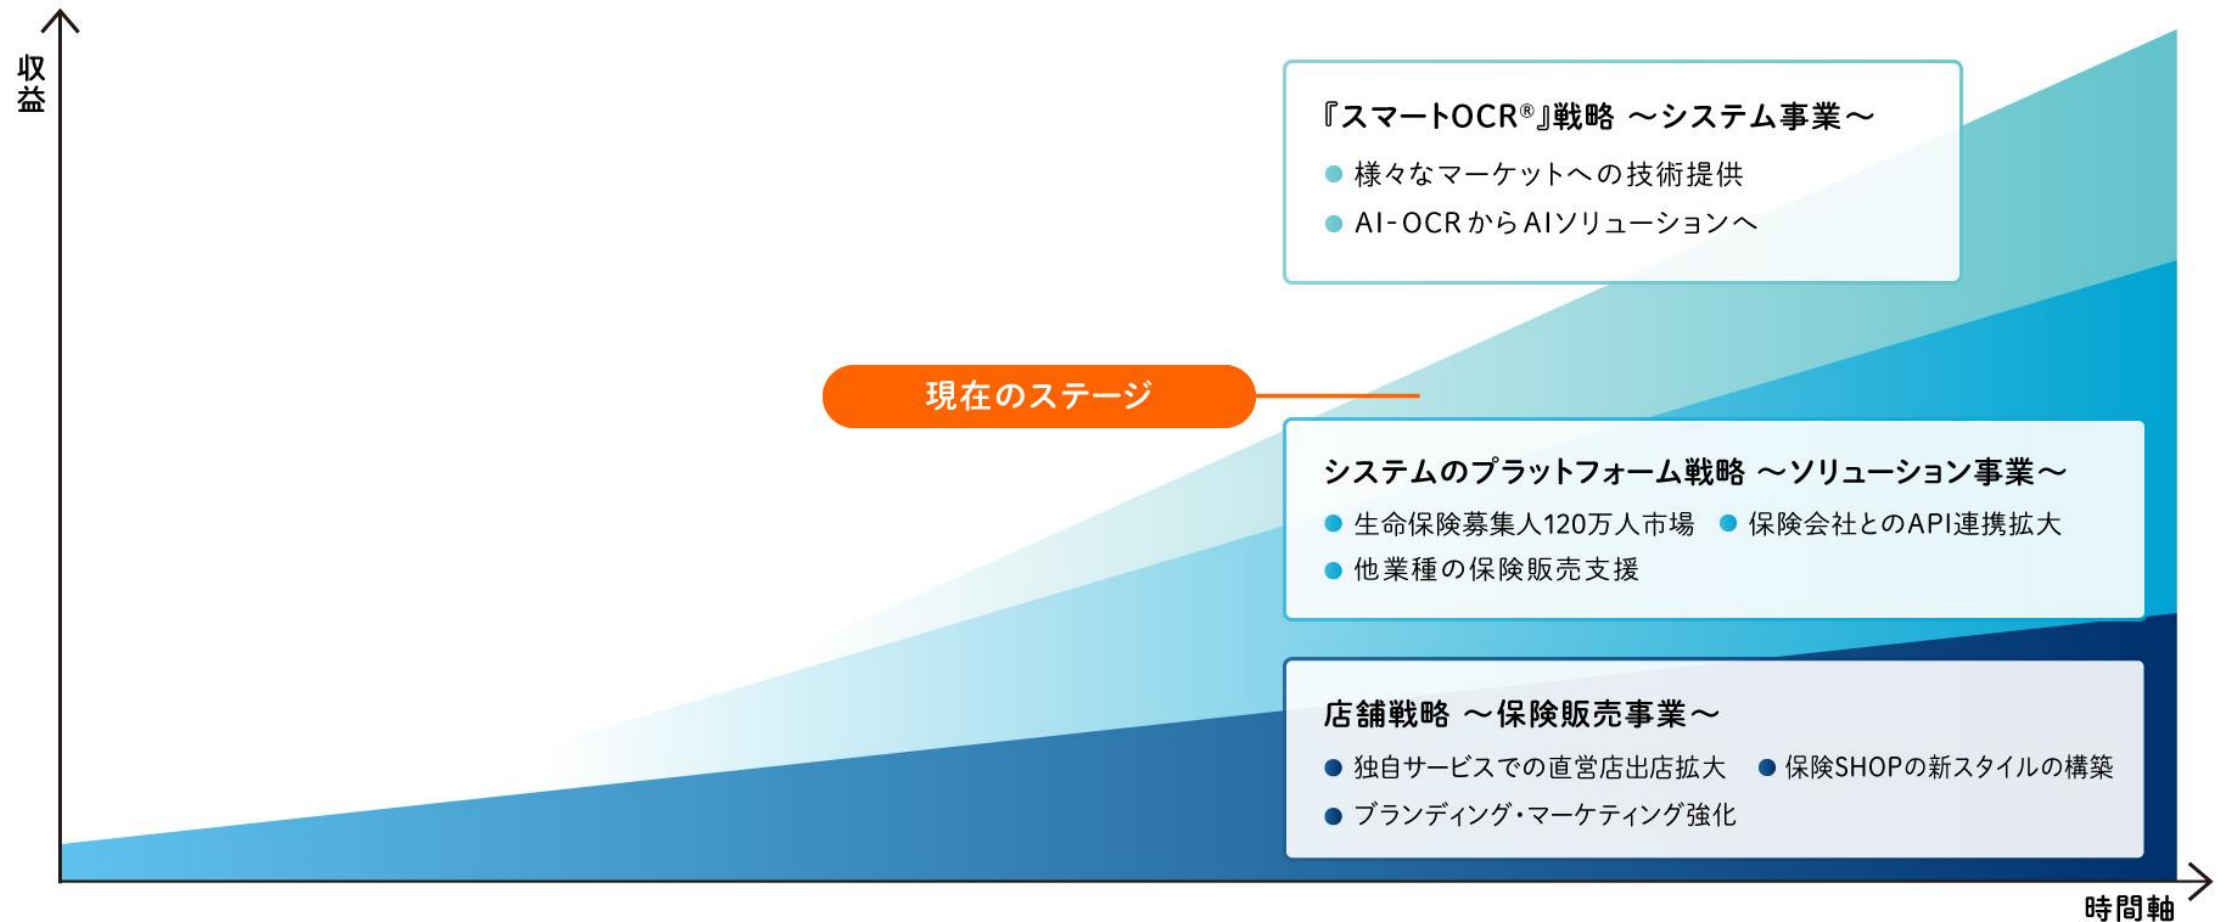 収益
『スマートOCR®』戦略 ～システム事業～
様々なマーケットへの技術提供
AI-OCRからAIソリューションへ
現在のステージ
システムのプラットフォーム戦略 ～ソリューション事業～
生命保険募集人120万人市場 保険会社とのAPI連携拡大
他業種の保険販売支援
店舗戦略 ～保険販売事業～
独自サービスでの直営店出店拡大 保険SHOPの新スタイルの構築
ブランディング・マーケティング強化
時間軸